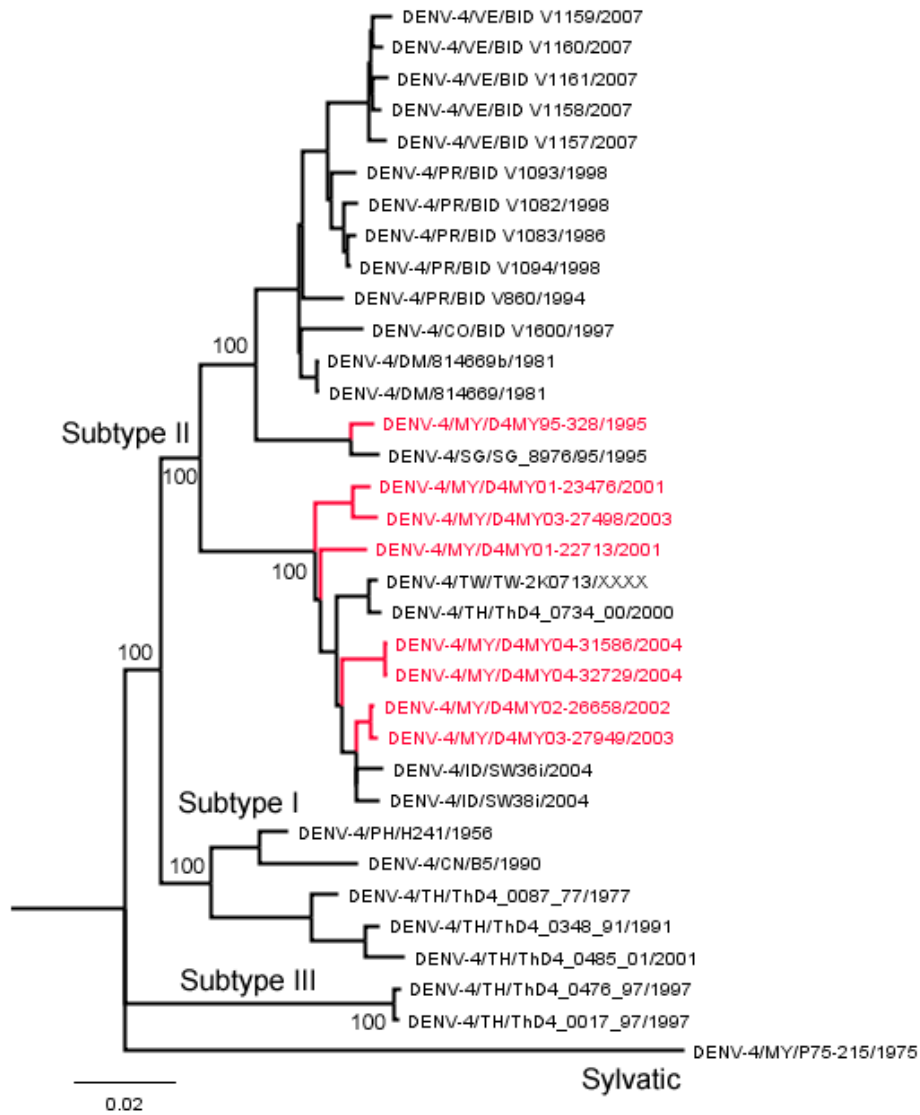 DENV-4/VE/BID V1159/2007
DENV-4/VE/BID V1160/2007
DENV-4/VE/BID V1161/2007
DENV-4/VE/BID V1158/2007
DENV-4/VE/BID V1157/2007
DENV-4/PR/BID V1093/1998
DENV-4/PR/BID V1082/1998
DENV-4/PR/BID V1083/1986
DENV-4/PR/BID V1094/1998
DENV-4/PR/BID V860/1994
DENV-4/CO/BID V1600/1997
100
DENV-4/DM/814669b/1981
DENV-4/DM/814669/1981
DENV-4/MY/D4MY95-328/1995
Subtype II
DENV-4/SG/SG_8976/95/1995
100
DENV-4/MY/D4MY01-23476/2001
DENV-4/MY/D4MY03-27498/2003
DENV-4/MY/D4MY01-22713/2001
100
DENV-4/TW/TW-2K0713/XXXX
DENV-4/TH/ThD4_0734_00/2000
DENV-4/MY/D4MY04-31586/2004
100
DENV-4/MY/D4MY04-32729/2004
DENV-4/MY/D4MY02-26658/2002
DENV-4/MY/D4MY03-27949/2003
DENV-4/ID/SW36i/2004
Subtype I
DENV-4/ID/SW38i/2004
DENV-4/PH/H241/1956
100
DENV-4/CN/B5/1990
DENV-4/TH/ThD4_0087_77/1977
DENV-4/TH/ThD4_0348_91/1991
DENV-4/TH/ThD4_0485_01/2001
Subtype III
DENV-4/TH/ThD4_0476_97/1997
100
DENV-4/TH/ThD4_0017_97/1997
DENV-4/MY/P75-215/1975
Sylvatic
0.02